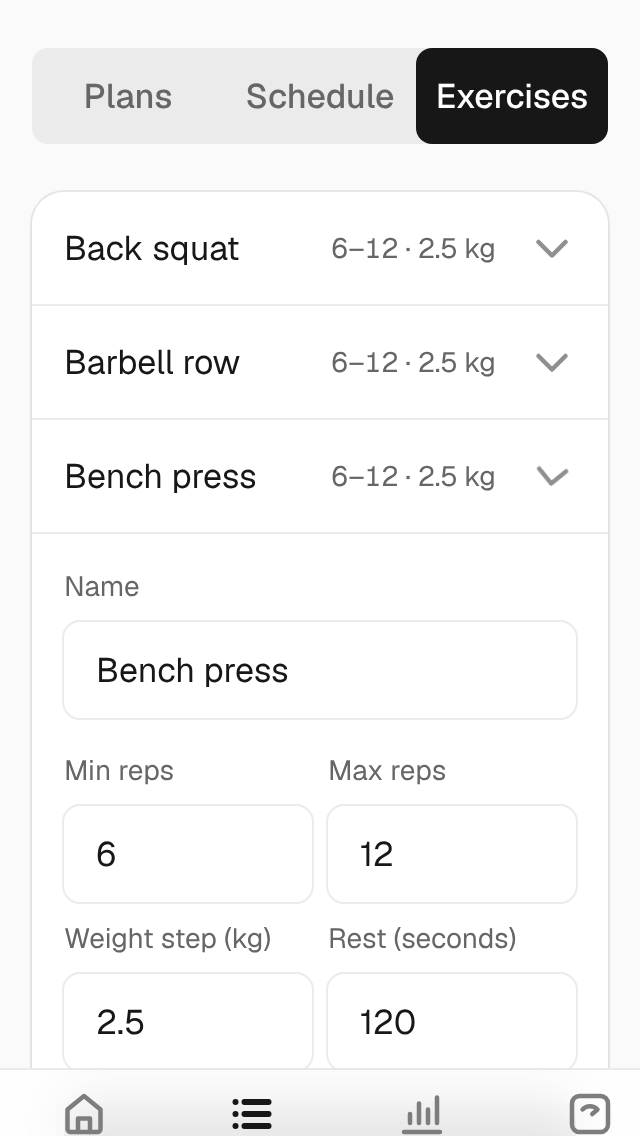 Plans Schedule Exercises
Back squat 6–12 · 2.5 kg
Barbell row 6–12 · 2.5 kg
Bench press 6–12 · 2.5 kg
Name
Bench press
Min reps Max reps
6 12
Weight step (kg) Rest (seconds)
2.5 120